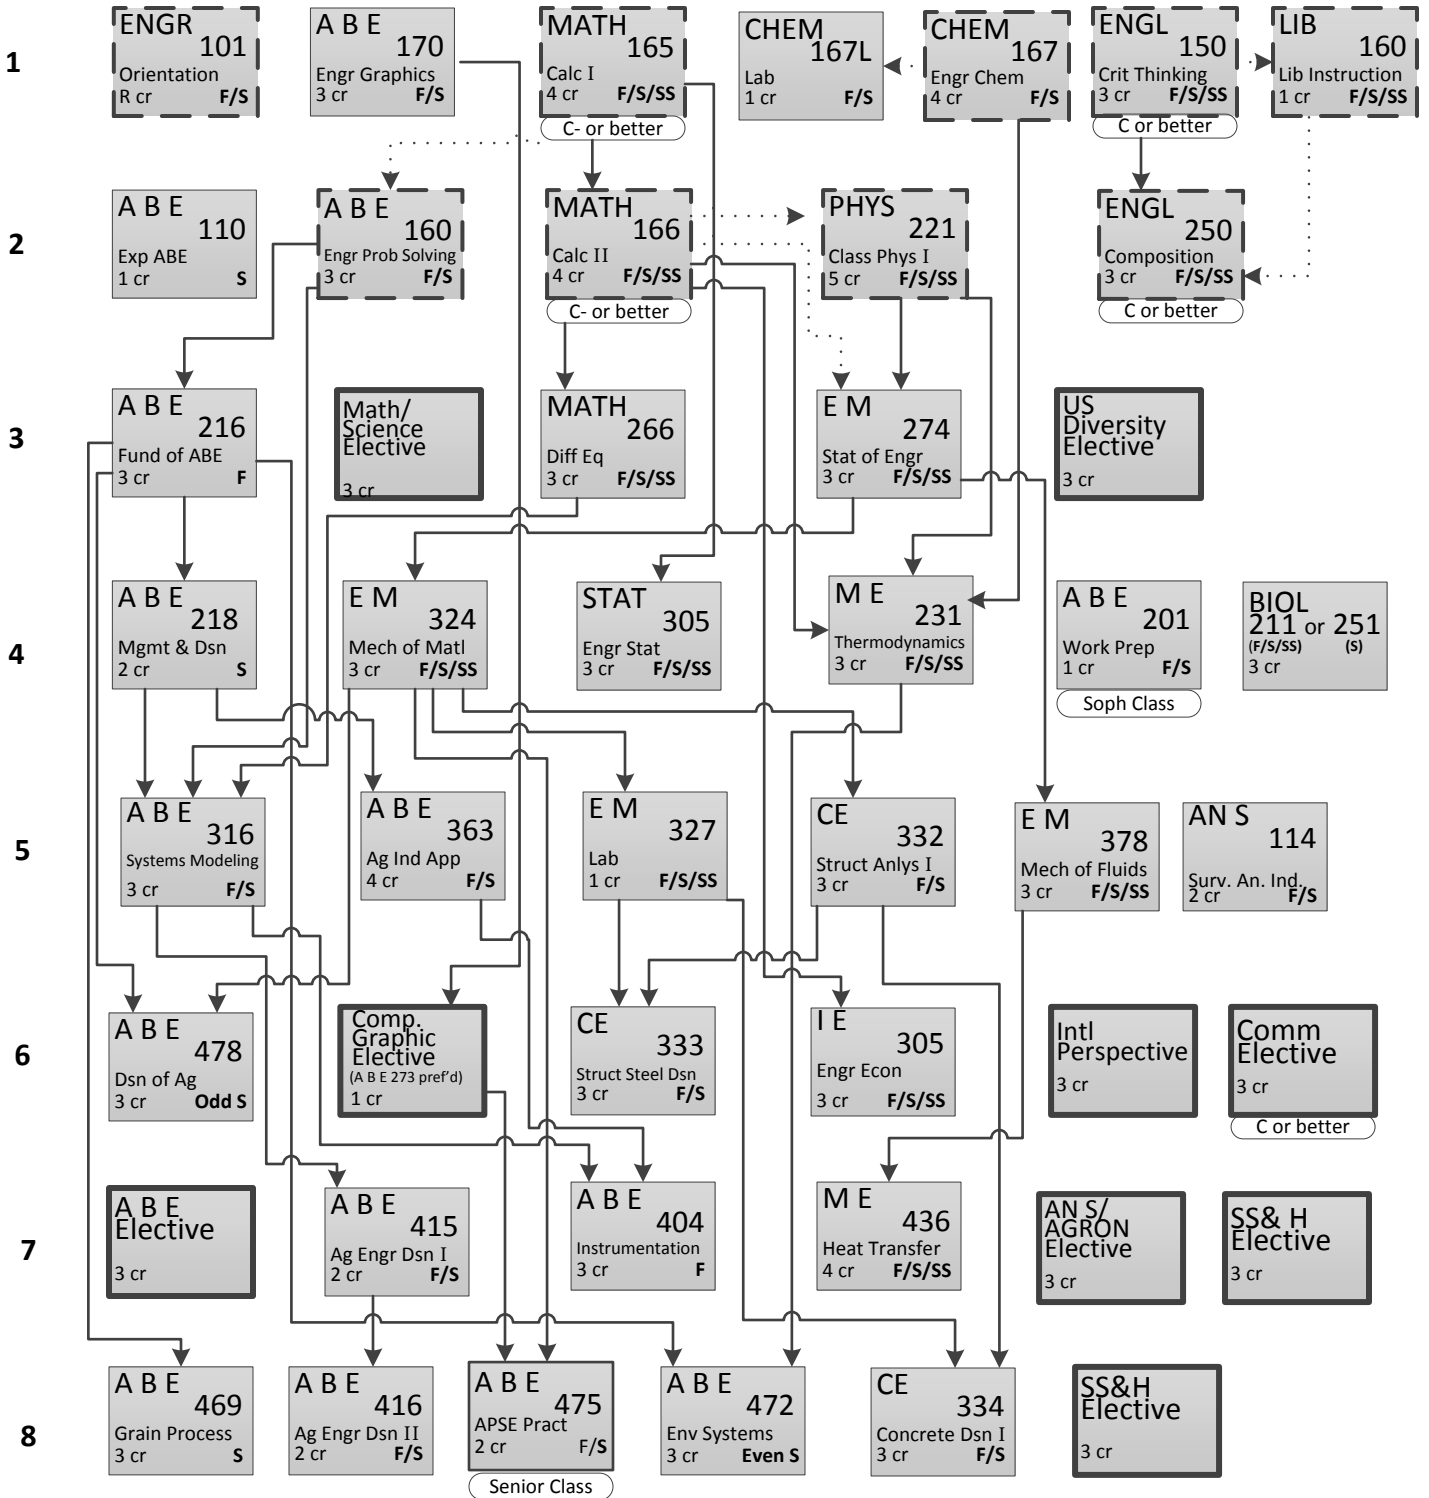 1
ENGR
101
Orientation
R cr F/S
A B E
170
Engr Graphics
3 cr F/S
MATH
165
Calc I
4 cr F/S/SS
C- or better
CHEM
167L
Lab
1 cr F/S
CHEM
167
Engr Chem
4 cr F/S
ENGL
150
Crit Thinking
3 cr F/S/SS
C or better
LIB
160
Lib Instruction
1 cr F/S/SS
2
A B E
110
Exp ABE
1 cr S
A B E
160
Engr Prob Solving
3 cr F/S
MATH
166
Calc II
4 cr F/S/SS
C- or better
PHYS
221
Class Phys I
5 cr F/S/SS
ENGL
250
Composition
3 cr F/S/SS
C or better
3
A B E
216
Fund of ABE
3 cr F
Math/
Science
Elective
3 cr
MATH
266
Diff Eq
3 cr F/S/SS
E M
274
Stat of Engr
3 cr F/S/SS
US
Diversity
Elective
3 cr
4
A B E
218
Mgmt & Dsn
2 cr S
E M
324
Mech of Matl
3 cr F/S/SS
STAT
305
Engr Stat
3 cr F/S/SS
M E
231
Thermodynamics
3 cr F/S/SS
A B E
201
Work Prep
1 cr F/S
Soph Class
BIOL
211 or 251
(F/S/SS) (S)
3 cr
5
A B E
316
Systems Modeling
3 cr F/S
A B E
363
Ag Ind App
4 cr F/S
E M
327
Lab
1 cr F/S/SS
CE
332
Struct Anlys I
3 cr F/S
E M
378
Mech of Fluids
3 cr F/S/SS
AN S
114
Surv. An. Ind.
2 cr F/S
6
A B E
478
Dsn of Ag
3 cr Odd S
Comp.
Graphic
Elective
(A B E 273 pref'd)
1 cr
CE
333
Struct Steel Dsn
3 cr F/S
I E
305
Engr Econ
3 cr F/S/SS
Intl
Perspective
3 cr
Comm
Elective
3 cr
C or better
7
A B E
Elective
3 cr
A B E
415
Ag Engr Dsn I
2 cr F/S
A B E
404
Instrumentation
3 cr F
M E
436
Heat Transfer
4 cr F/S/SS
AN S/
AGRON
Elective
3 cr
SS& H
Elective
3 cr
8
A B E
469
Grain Process
3 cr S
A B E
416
Ag Engr Dsn II
2 cr F/S
A B E
475
APSE Pract
2 cr F/S
Senior Class
A B E
472
Env Systems
3 cr Even S
CE
334
Concrete Dsn I
3 cr F/S
SS&H
Elective
3 cr